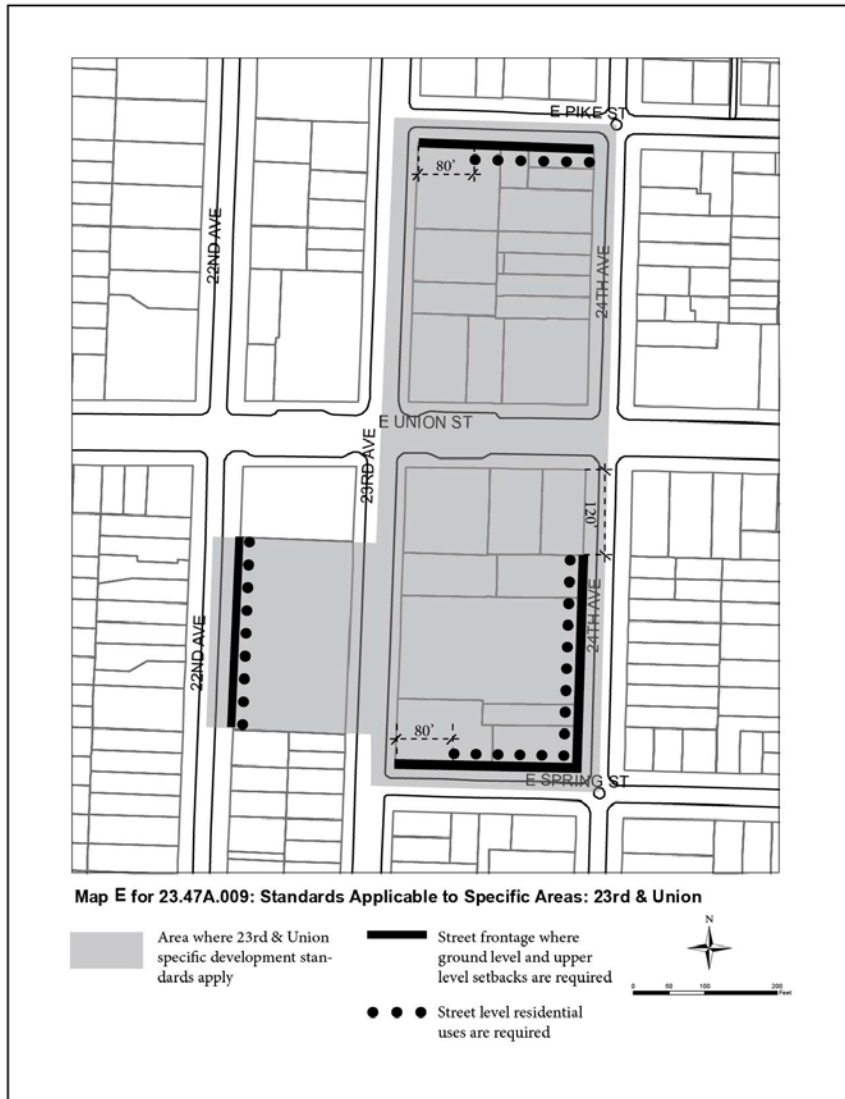 E PIKE ST
80'
22ND AVE
24TH AVE
E UNION ST
23RD AVE
120'
22ND AVE
24TH AVE
80'
E SPRING ST
Map E for 23.47A.009: Standards Applicable to Specific Areas: 23rd & Union
Area where 23rd & Union
specific development stan-
dards apply
Street frontage where
ground level and upper
level setbacks are required
Street level residential
uses are required
N
0 50 100 200
Feet